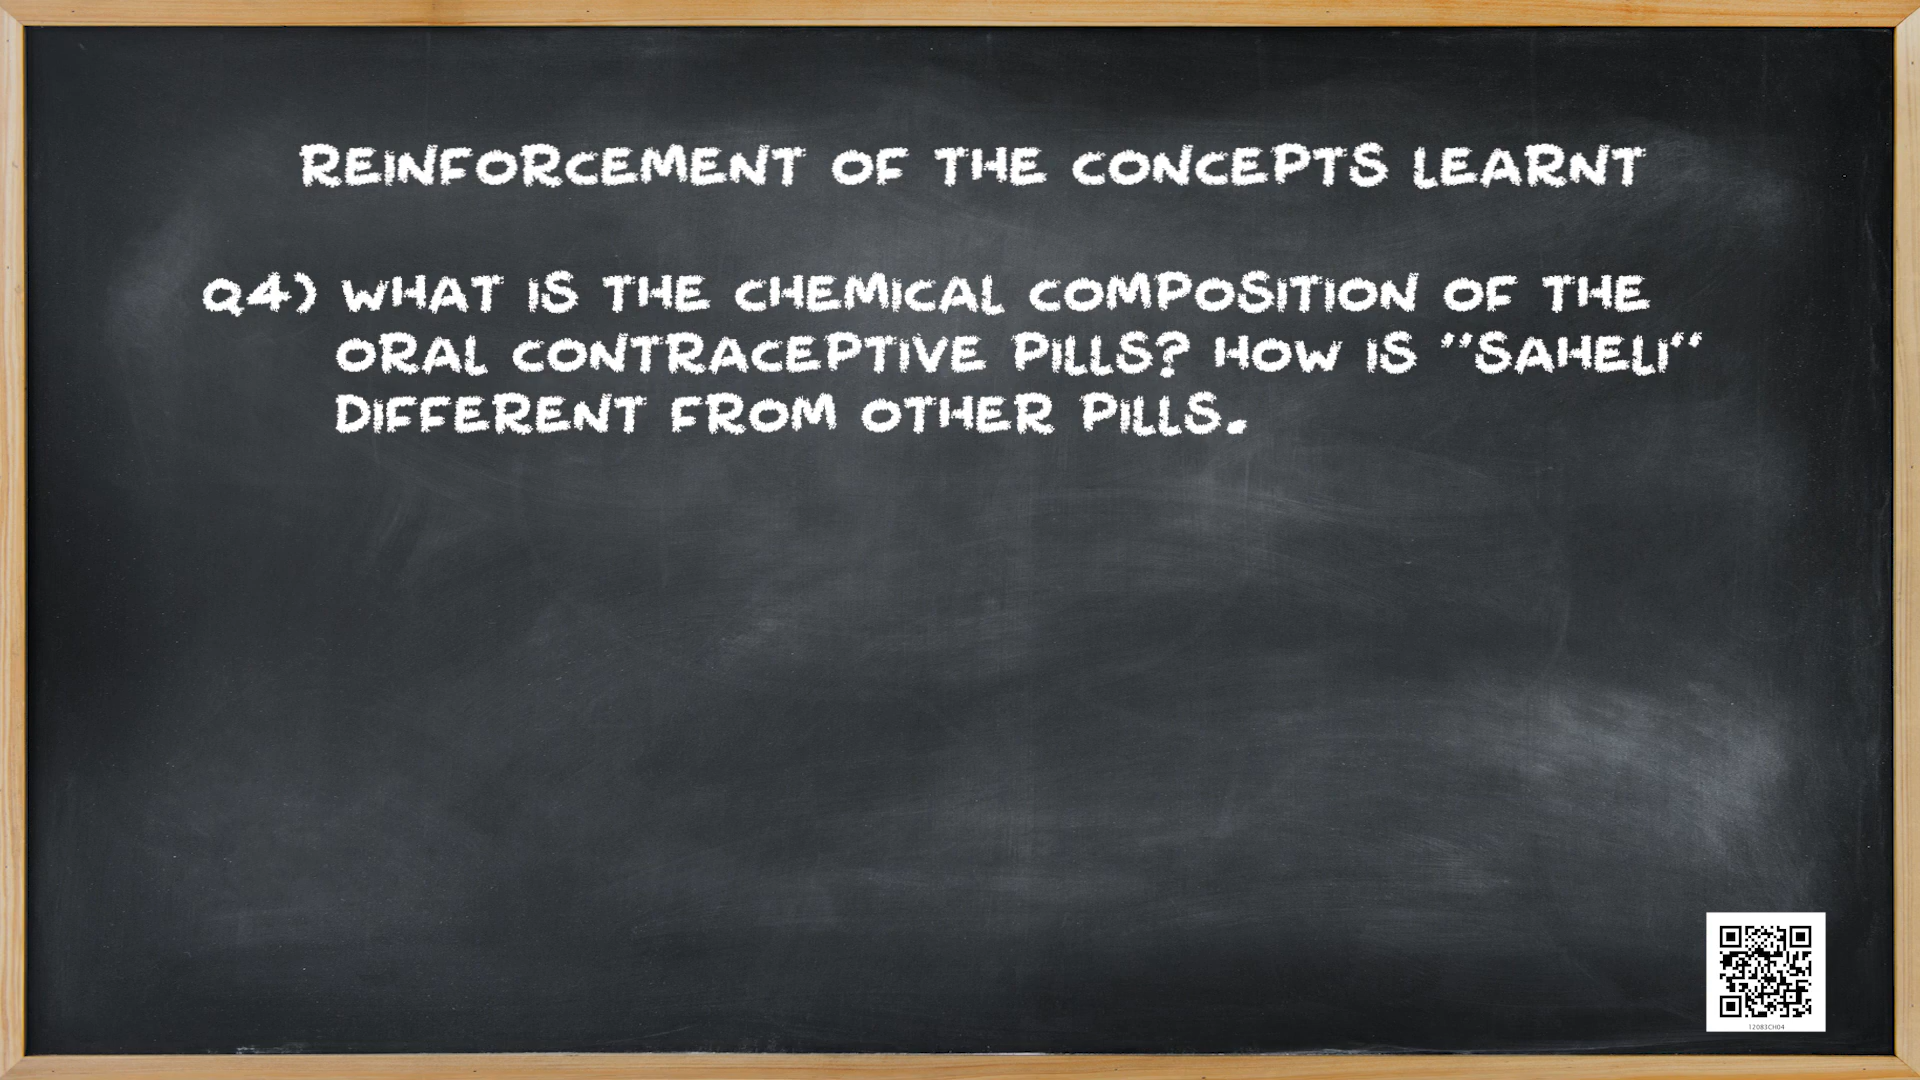 REINFORCEMENT OF THE CONCEPTS LEARNT
Q4) WHAT IS THE CHEMICAL COMPOSITION OF THE
ORAL CONTRACEPTIVE PILLS? HOW IS "SAHELI"
DIFFERENT FROM OTHER PILLS.
12083CH04